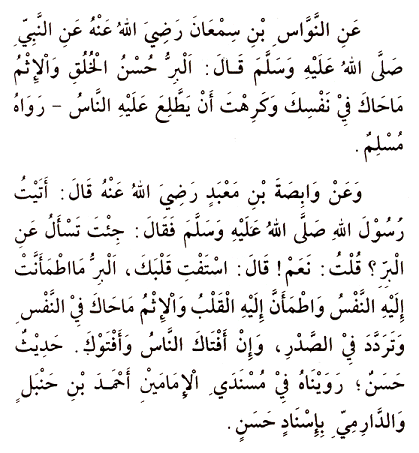 عَنِ النَّوَّاسِ بْنِ سِمْعَانَ رَضِيَ اللهُ عَنْهُ عَنِ النَّبِيِّ
صَلَّى اللهُ عَلَيْهِ وَسَلَّمَ قَالَ: اَلْبِرُّ حُسْنُ الْخُلُقِ وَالْإِثْمُ
مَاحَاكَ فِيْ نَفْسِكَ وَكَرِهْتَ أَنْ يَطَّلِعَ عَلَيْهِ النَّاسُ – رَوَاهُ
مُسْلِمٌ .
وَعَنْ وَابِصَةَ بْنِ مَعْبَدٍ رَضِيَ اللهُ عَنْهُ قَالَ: أَتَيْتُ
رَسُوْلَ اللهِ صَلَّى اللهُ عَلَيْهِ وَسَلَّمَ فَقَالَ: جِئْتَ تَسْأَلُ عَنِ
الْبِرِّ؟ قُلْتُ: نَعَمْ! قَالَ: اسْتَفْتِ قَلْبَكَ، اَلْبِرُّ مَااطْمَأَنَّتْ
إِلَيْهِ النَّفْسُ وَاطْمَأَنَّ إِلَيْهِ الْقَلْبُ وَالْإِثْمُ مَاحَاكَ فِيْ النَّفْسِ
وَتَرَدَّدَ فِيْ الصَّدْرِ، وَإِنْ أَفْتَاكَ النَّاسُ وَأَفْتَوْكَ. حَدِيْثٌ
حَسَنٌ؛ رَوَيْنَاهُ فِيْ مُسْنَدَيِ الْإِمَامَيْنِ أَحْمَدَ بْنِ حَنْبَلٍ
وَالدَّارِمِيِّ بِإِسْنَادٍ حَسَنٍ .